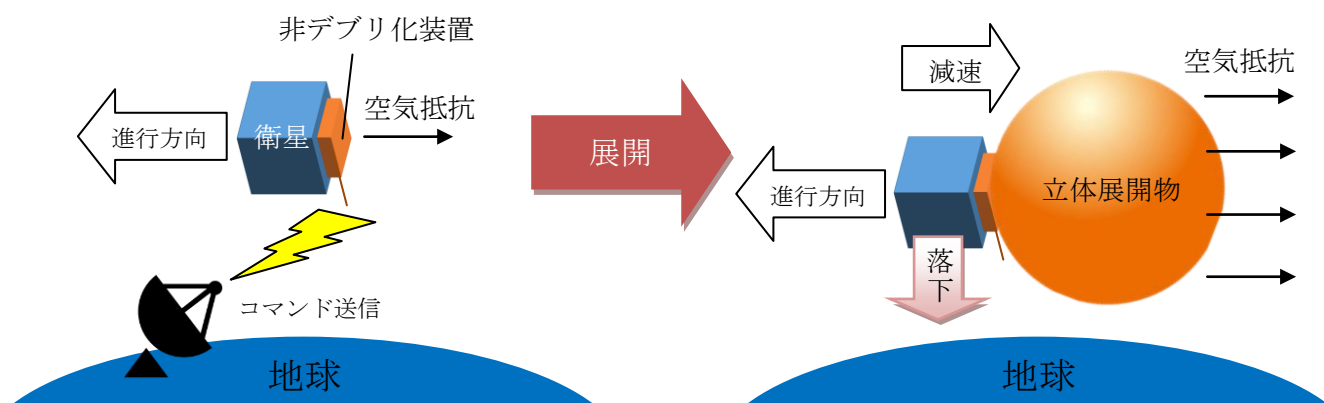 非デブリ化装置
空気抵抗
進行方向
衛星
コマンド送信
地球
展開
減速
空気抵抗
進行方向
立体展開物
落
下
地球